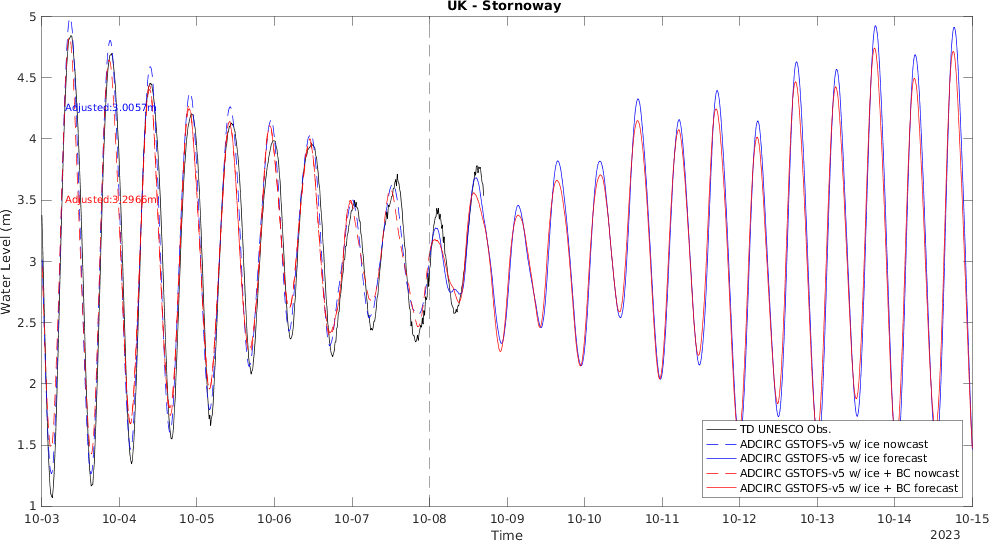 UK - Stornoway
5
4.5
4
3.5
3
2.5
2
1.5
1
Water Level (m)
Adjusted:3.0057m
Adjusted:3.2966m
TD UNESCO Obs.
ADCIRC GSTOFS-v5 w/ ice nowcast
ADCIRC GSTOFS-v5 w/ ice forecast
ADCIRC GSTOFS-v5 w/ ice + BC nowcast
ADCIRC GSTOFS-v5 w/ ice + BC forecast
10-03 10-04 10-05 10-06 10-07 10-08 10-09 10-10 10-11 10-12 10-13 10-14 10-15
Time
2023